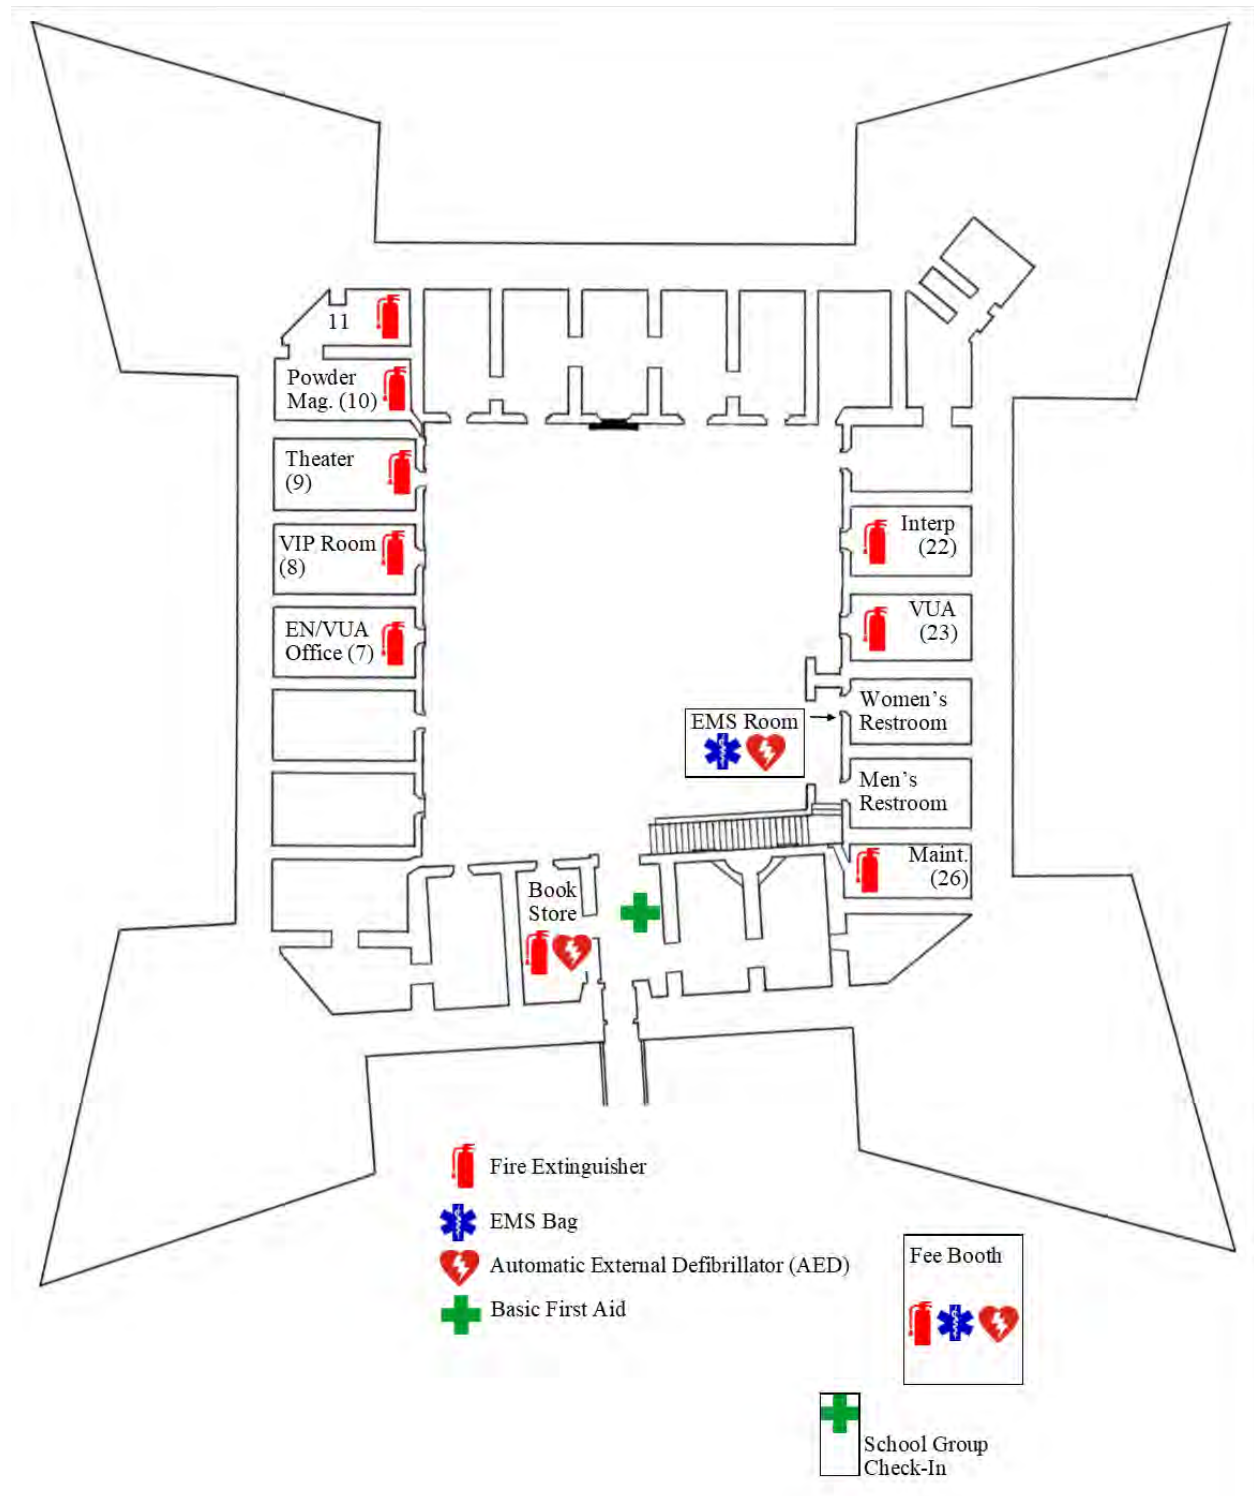 11
Powder
Mag. (10)
Theater
(9)
VIP Room
(8)
EN/VUA
Office (7)
Interp
(22)
VUA
(23)
Women’s
Restroom
EMS Room
Men’s
Restroom
Maint.
(26)
Book
Store
Fire Extinguisher
EMS Bag
Automatic External Defibrillator (AED)
Basic First Aid
Fee Booth
School Group
Check-In